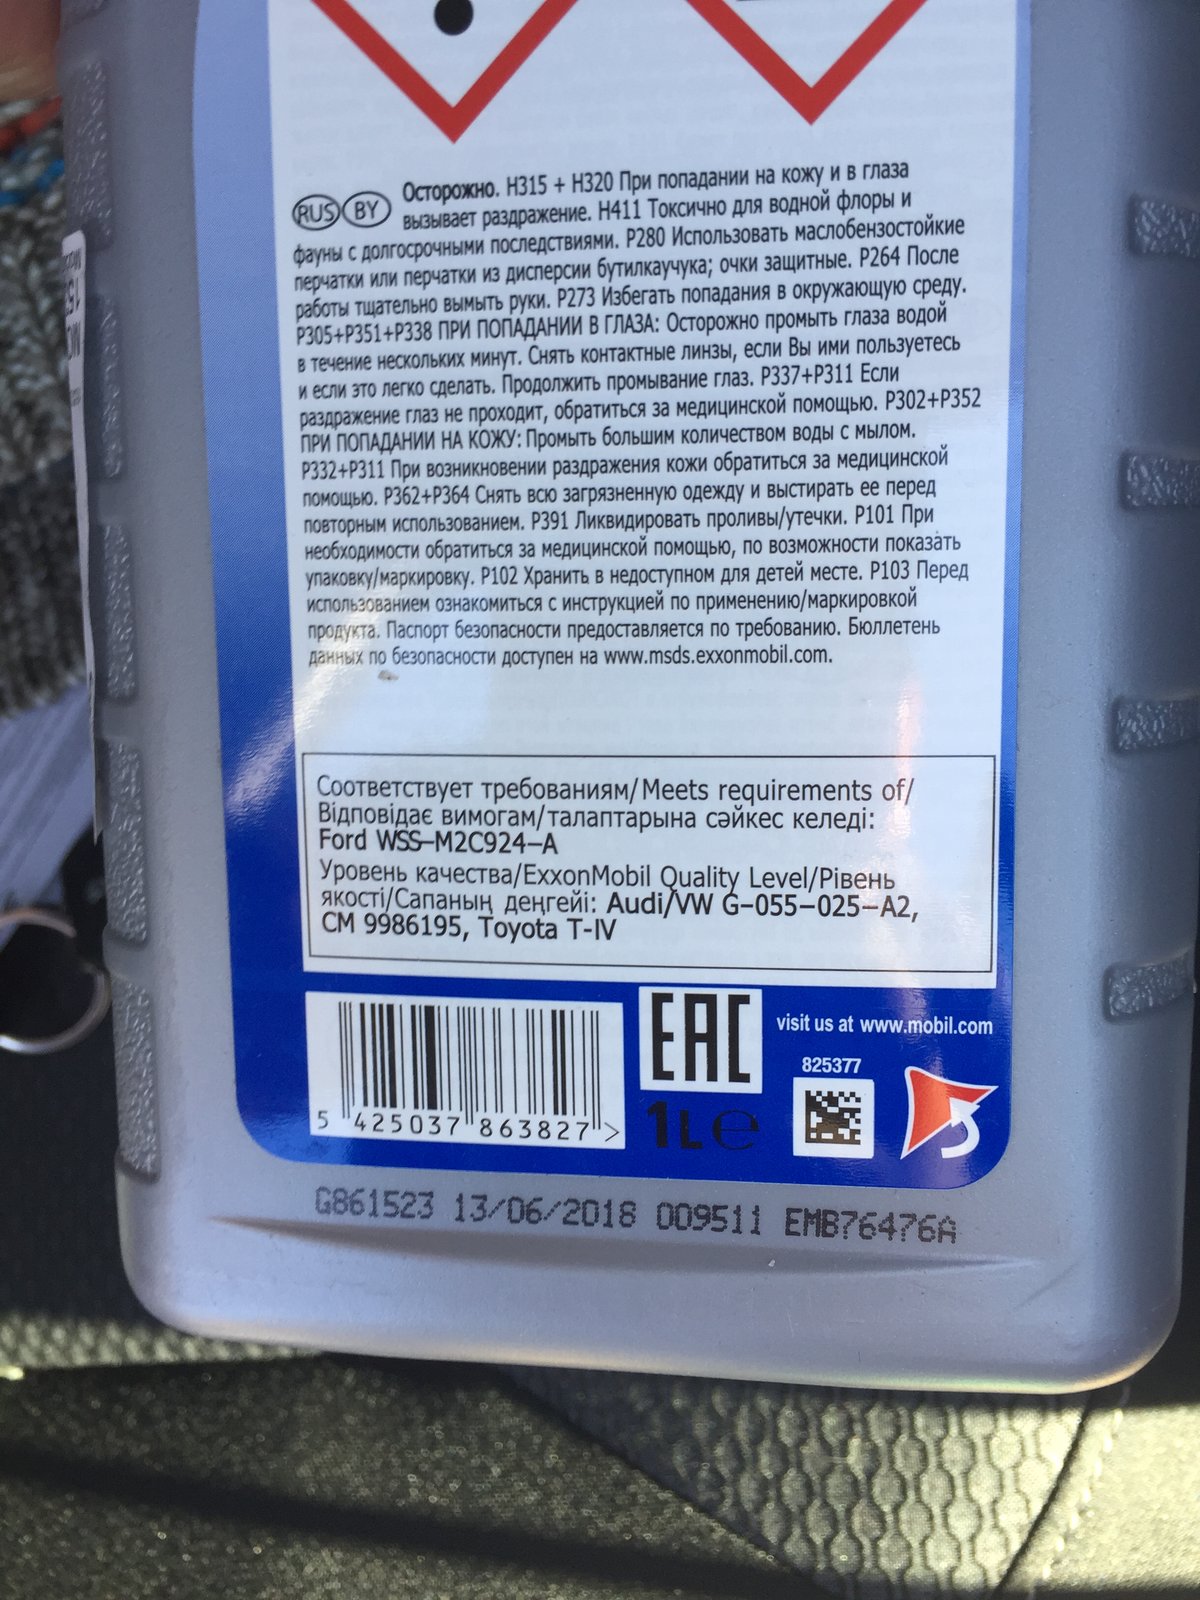 RUS BY Осторожно. H315 + H320 При попадании на кожу и в глаза
вызывает раздражение. H411 Токсично для водной флоры и
фауны с долгосрочными последствиями. P280 Использовать маслобензостойкие
перчатки или перчатки из дисперсии бутилкаучука; очки защитные. P264 После
работы тщательно вымыть руки. P273 Избегать попадания в окружающую среду.
P305+P351+P338 ПРИ ПОПАДАНИИ В ГЛАЗА: Осторожно промыть глаза водой
в течение нескольких минут. Снять контактные линзы, если Вы ими пользуетесь
и если это легко сделать. Продолжить промывание глаз. P337+P311 Если
раздражение глаз не проходит, обратиться за медицинской помощью. P302+P352
ПРИ ПОПАДАНИИ НА КОЖУ: Промыть большим количеством воды с мылом.
P332+P311 При возникновении раздражения кожи обратиться за медицинской
помощью. P362+P364 Снять всю загрязненную одежду и выстирать ее перед
повторным использованием. P391 Ликвидировать проливы/утечки. P101 При
необходимости обратиться за медицинской помощью, по возможности показать
упаковку/маркировку. P102 Хранить в недоступном для детей месте. P103 Перед
использованием ознакомиться с инструкцией по применению/маркировкой
продукта. Паспорт безопасности предоставляется по требованию. Бюллетень
данных по безопасности доступен на www.msds.exxonmobil.com.
Соответствует требованиям/Meets requirements of/
Відповідає вимогам/талаптарына сәйкес келеді:
Ford WSS-M2C924-A
Уровень качества/ExxonMobil Quality Level/Рівень
якості/Сапаның деңгейі: Audi/VW G-055-025-A2,
CM 9986195, Toyota T-IV
EAC
visit us at www.mobil.com
825377
5 425037 863827 >
1L e
G861523 13/06/2018 009511 EMB76476A